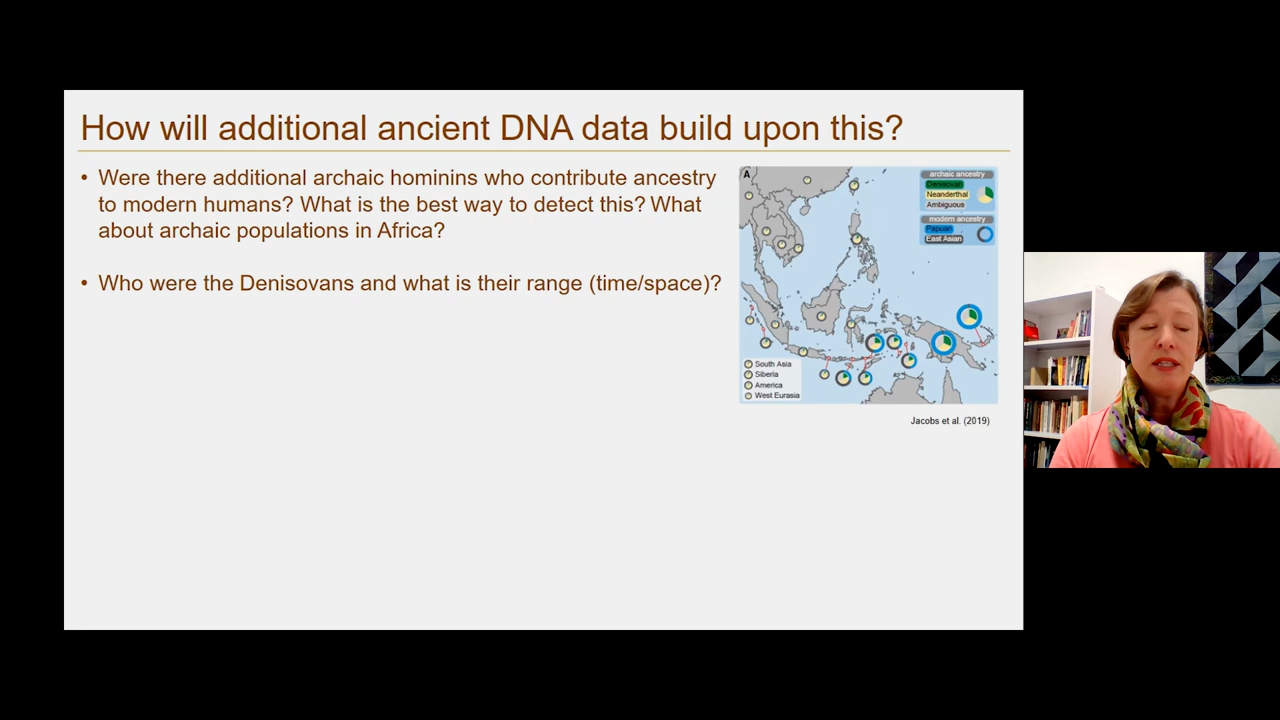 How will additional ancient DNA data build upon this?
• Were there additional archaic hominins who contribute ancestry
to modern humans? What is the best way to detect this? What
about archaic populations in Africa?
• Who were the Denisovans and what is their range (time/space)?
A
archaic ancestry
Denisovan
Neanderthal
Ambiguous
modern ancestry
Papuan
East Asian
South Asia
Siberia
America
West Eurasia
Jacobs et al. (2019)